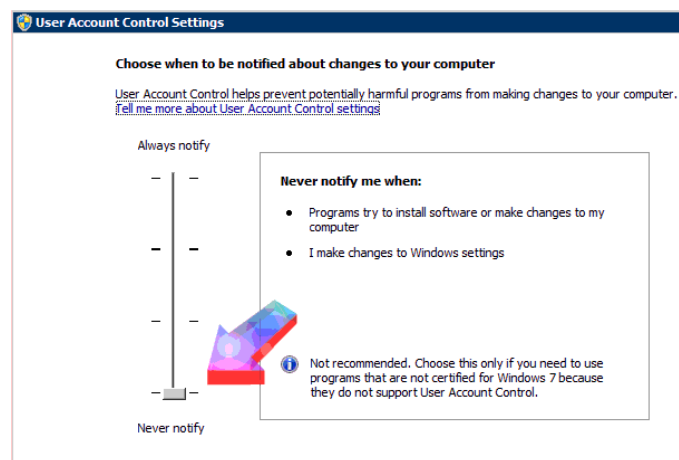 User Account Control Settings
Choose when to be notified about changes to your computer
User Account Control helps prevent potentially harmful programs from making changes to your computer.
Tell me more about User Account Control settings
Always notify
Never notify me when:
Programs try to install software or make changes to my
computer
I make changes to Windows settings
Not recommended. Choose this only if you need to use
programs that are not certified for Windows 7 because
they do not support User Account Control.
Never notify